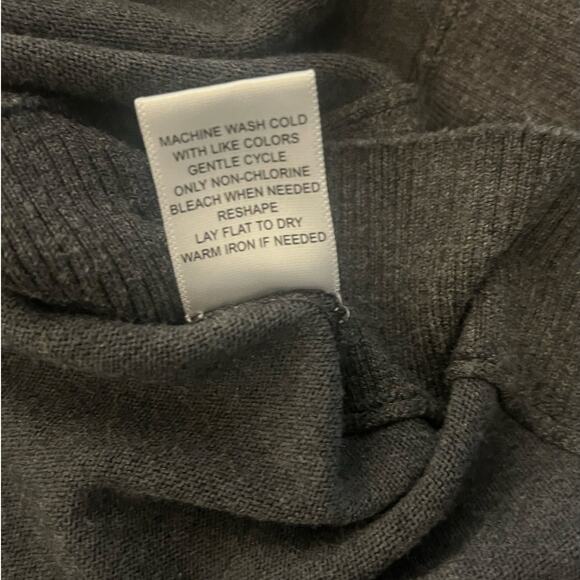 MACHINE WASH COLD
WITH LIKE COLORS
GENTLE CYCLE
ONLY NON-CHLORINE
BLEACH WHEN NEEDED
RESHAPE
LAY FLAT TO DRY
WARM IRON IF NEEDED